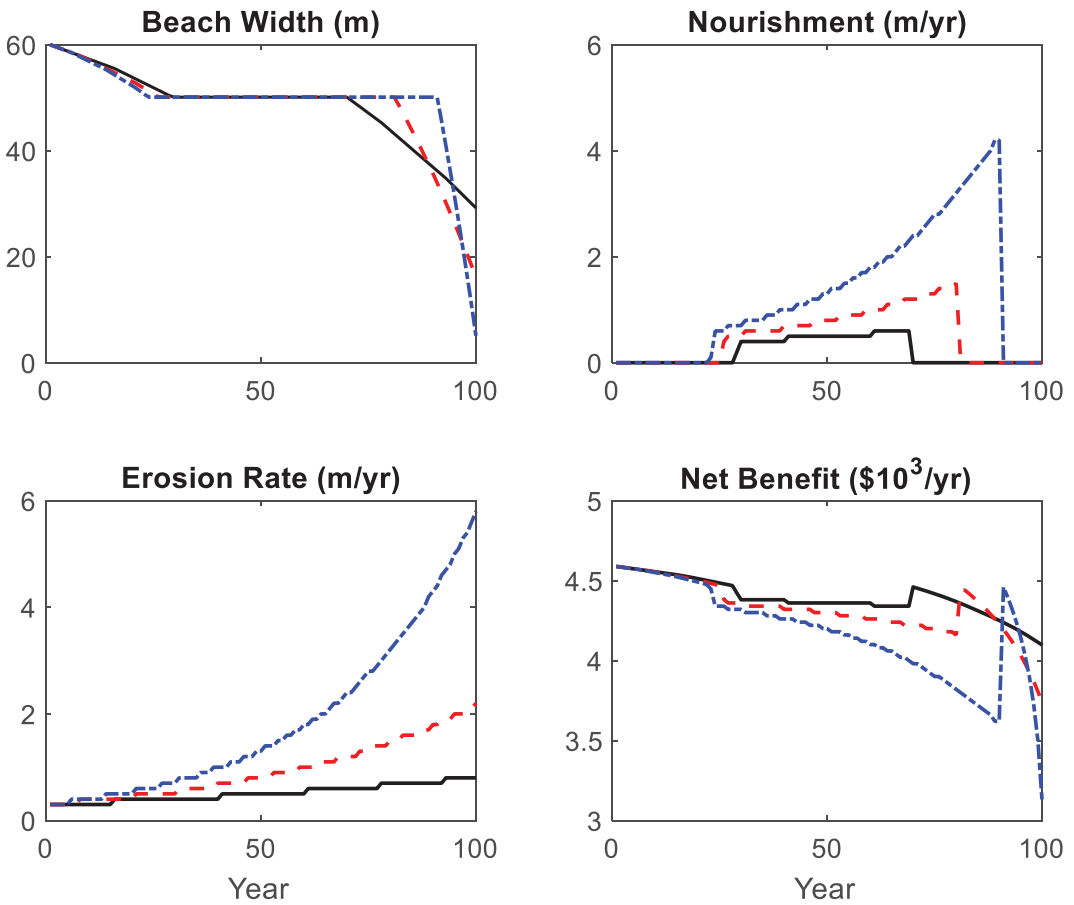 Beach Width (m)
60
40
20
0
0 50 100
Nourishment (m/yr)
6
4
2
0
0 50 100
Erosion Rate (m/yr)
6
4
2
0
0 50 100
Year
Net Benefit ($10³/yr)
5
4.5
4
3.5
3
0 50 100
Year